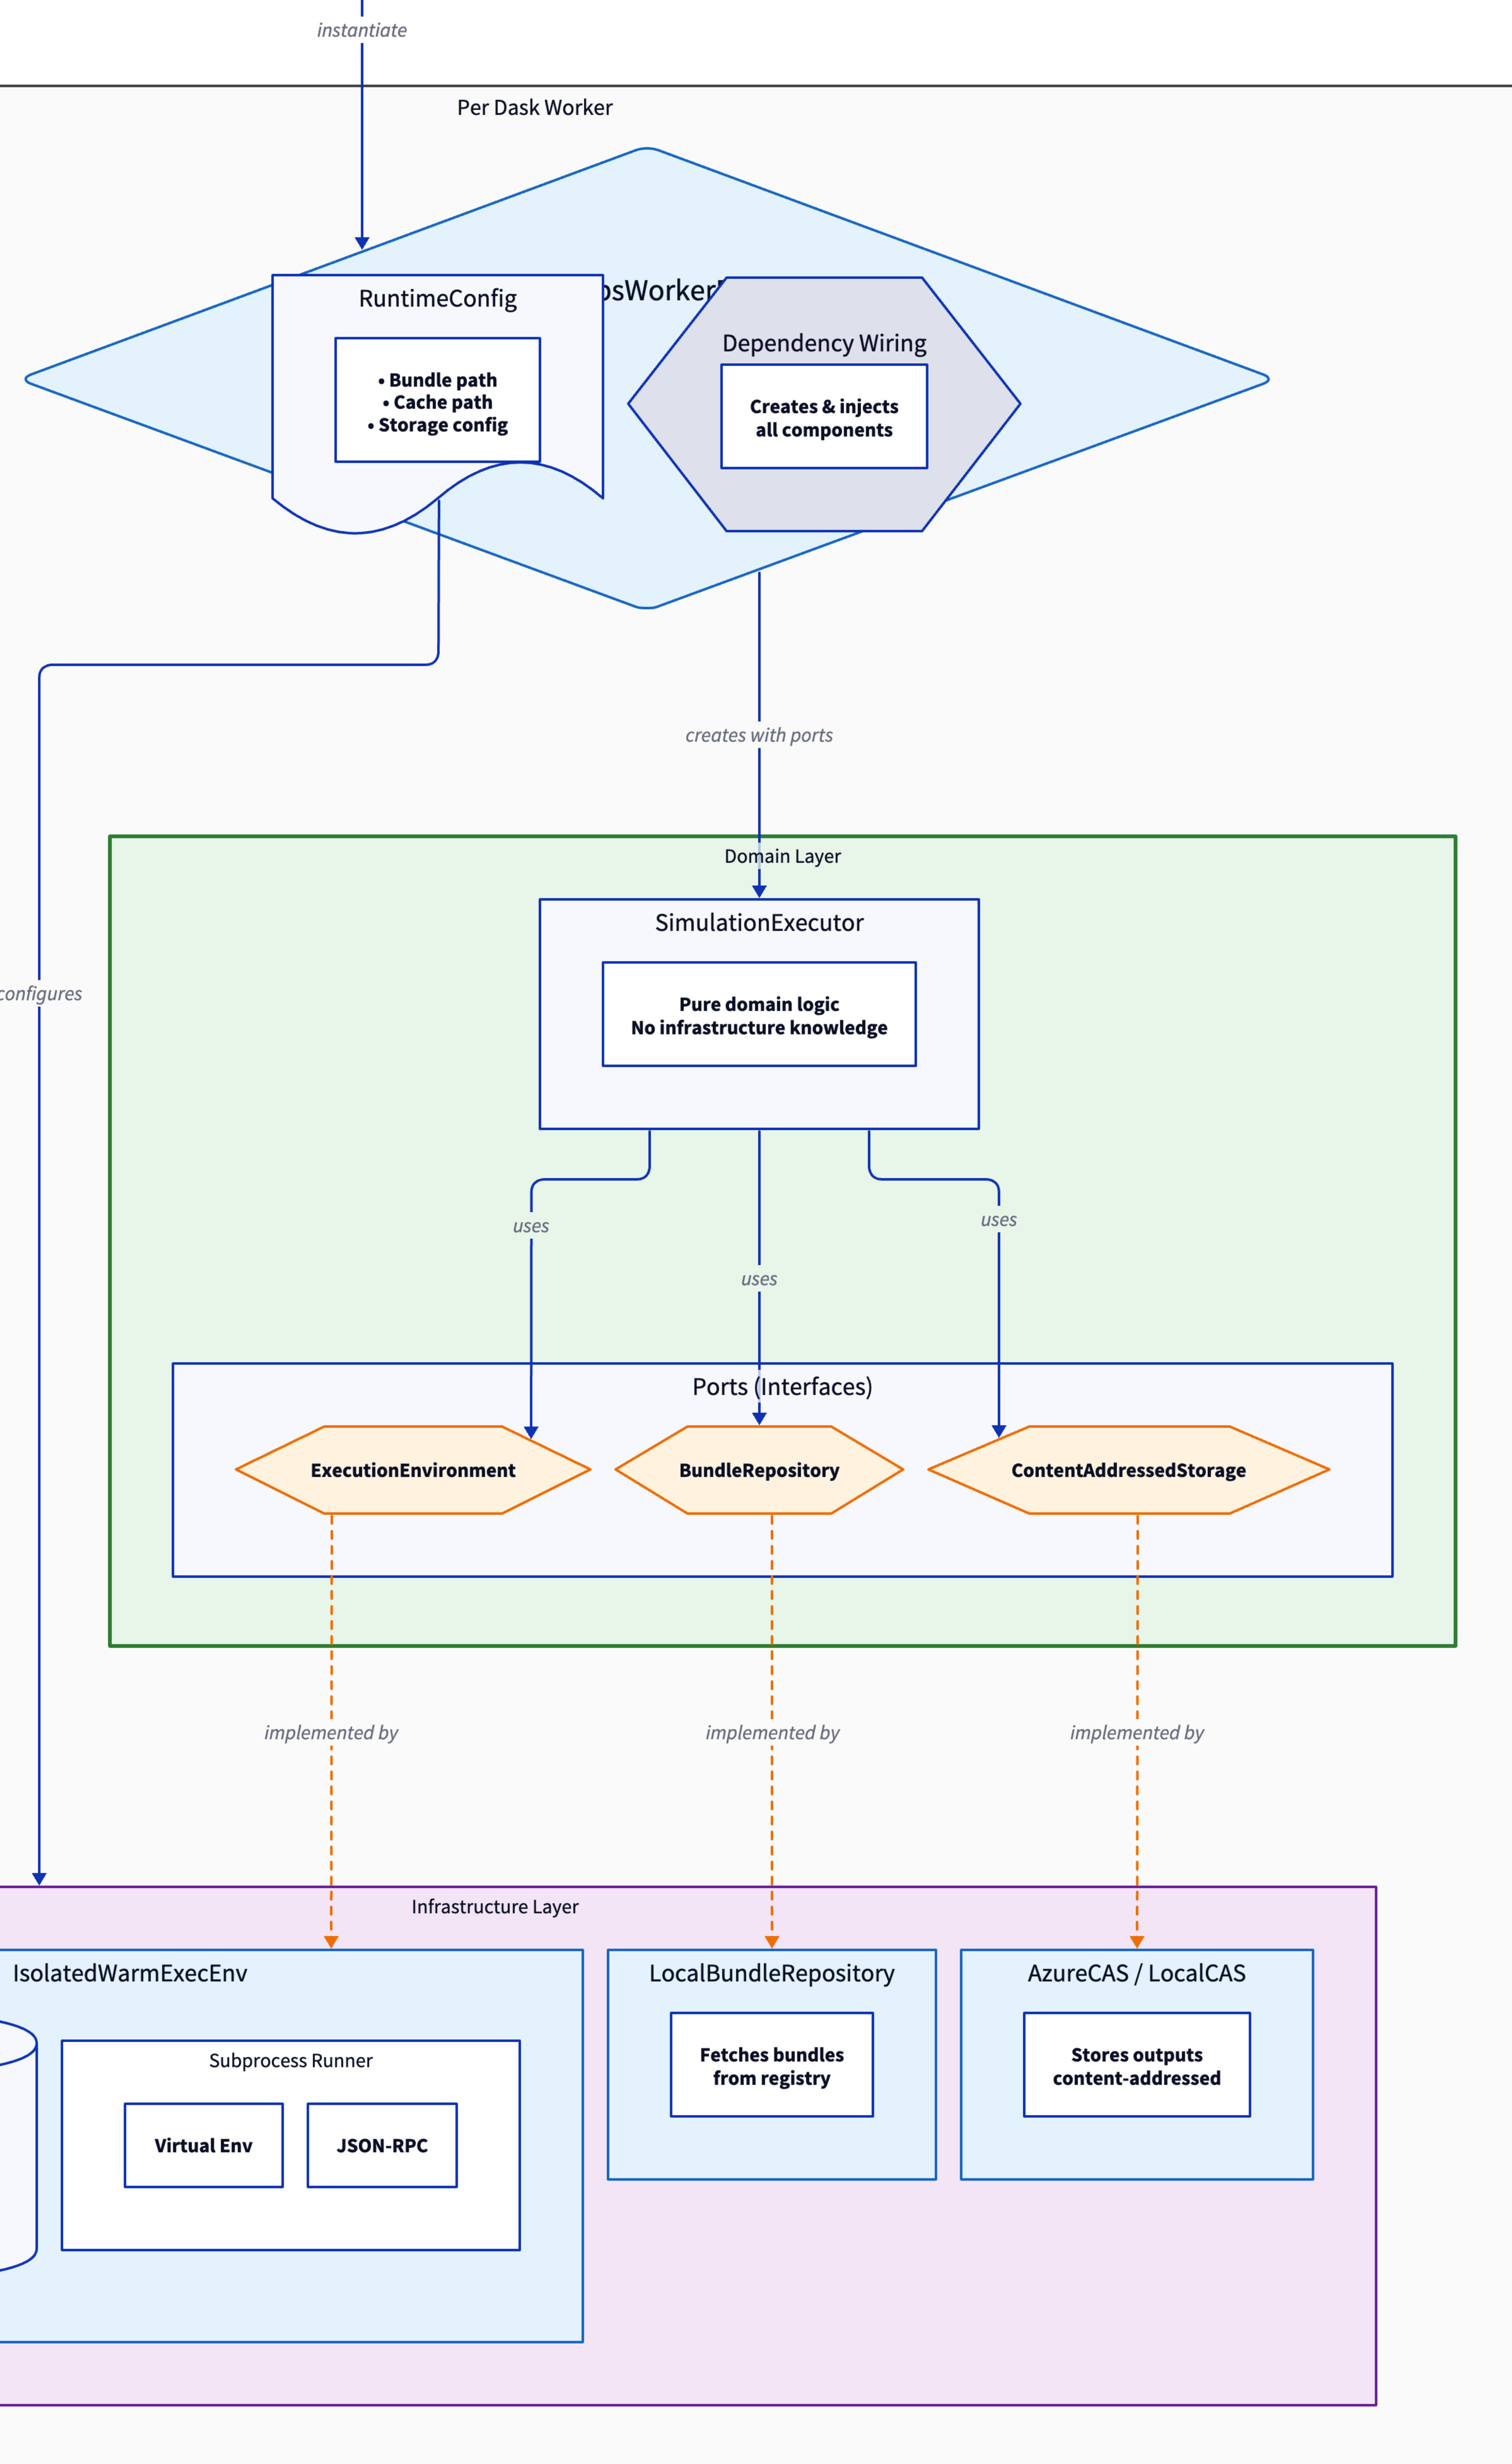 instantiate
Per Dask Worker
RuntimeConfig
• Bundle path
• Cache path
• Storage config
Dependency Wiring
Creates & injects
all components
creates with ports
Domain Layer
SimulationExecutor
Pure domain logic
No infrastructure knowledge
configures
uses
uses
uses
Ports (Interfaces)
ExecutionEnvironment
BundleRepository
ContentAddressedStorage
implemented by
implemented by
implemented by
Infrastructure Layer
IsolatedWarmExecEnv
LocalBundleRepository
AzureCAS / LocalCAS
Subprocess Runner
Virtual Env
JSON-RPC
Fetches bundles
from registry
Stores outputs
content-addressed